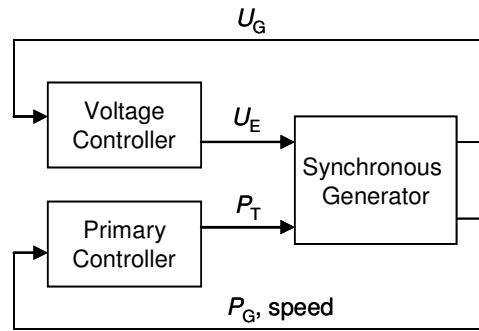 U_G
Voltage
Controller
U_E
Synchronous
Generator
Primary
Controller
P_T
P_G, speed